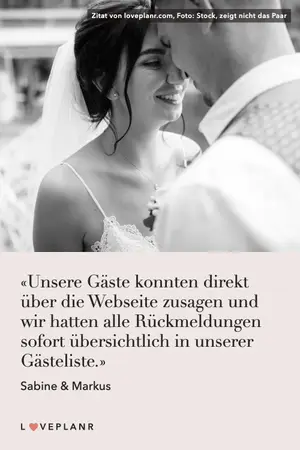 Zitat von loveplanr.com, Foto: Stock, zeigt nicht das Paar
«Unsere Gäste konnten direkt
über die Webseite zusagen und
wir hatten alle Rückmeldungen
sofort übersichtlich in unserer
Gästeliste.»
Sabine & Markus
L♥VEPLANR